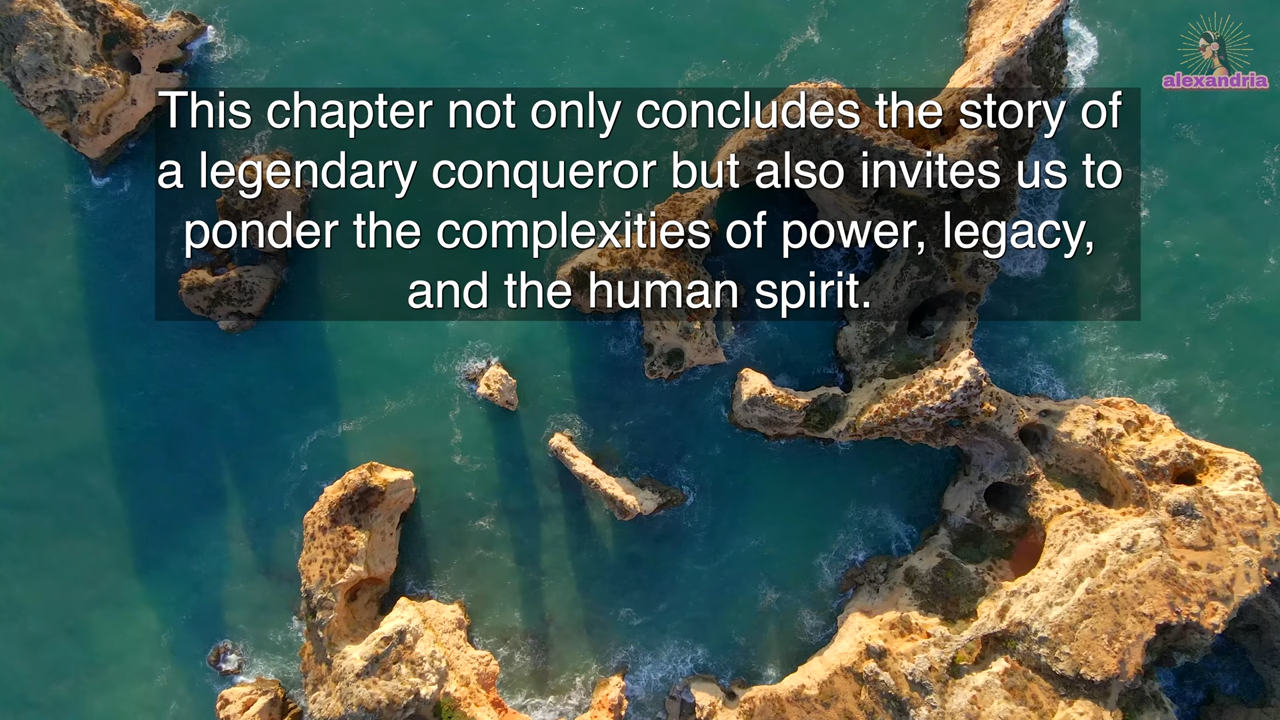 alexandria
This chapter not only concludes the story of
a legendary conqueror but also invites us to
ponder the complexities of power, legacy,
and the human spirit.